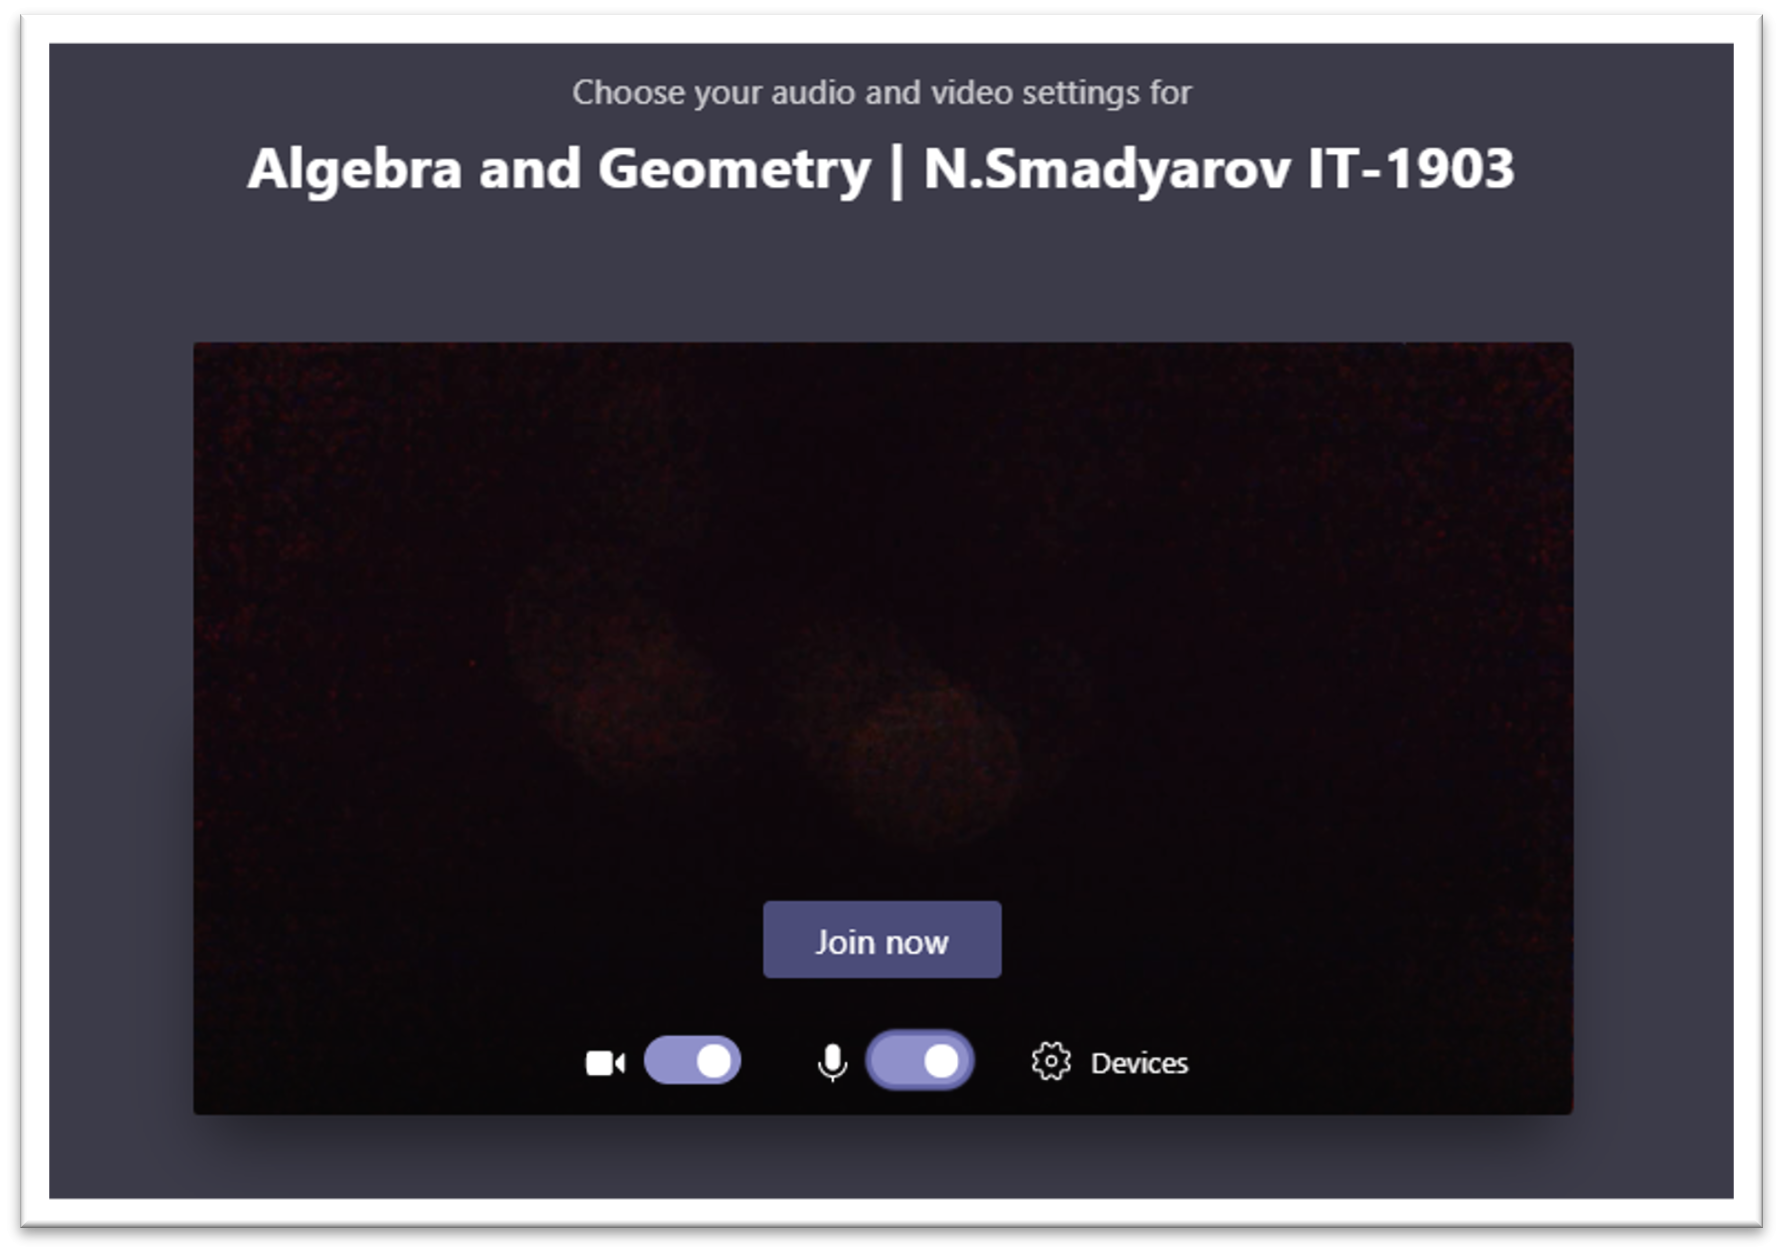 Choose your audio and video settings for
Algebra and Geometry | N.Smadyarov IT-1903
Join now
Devices